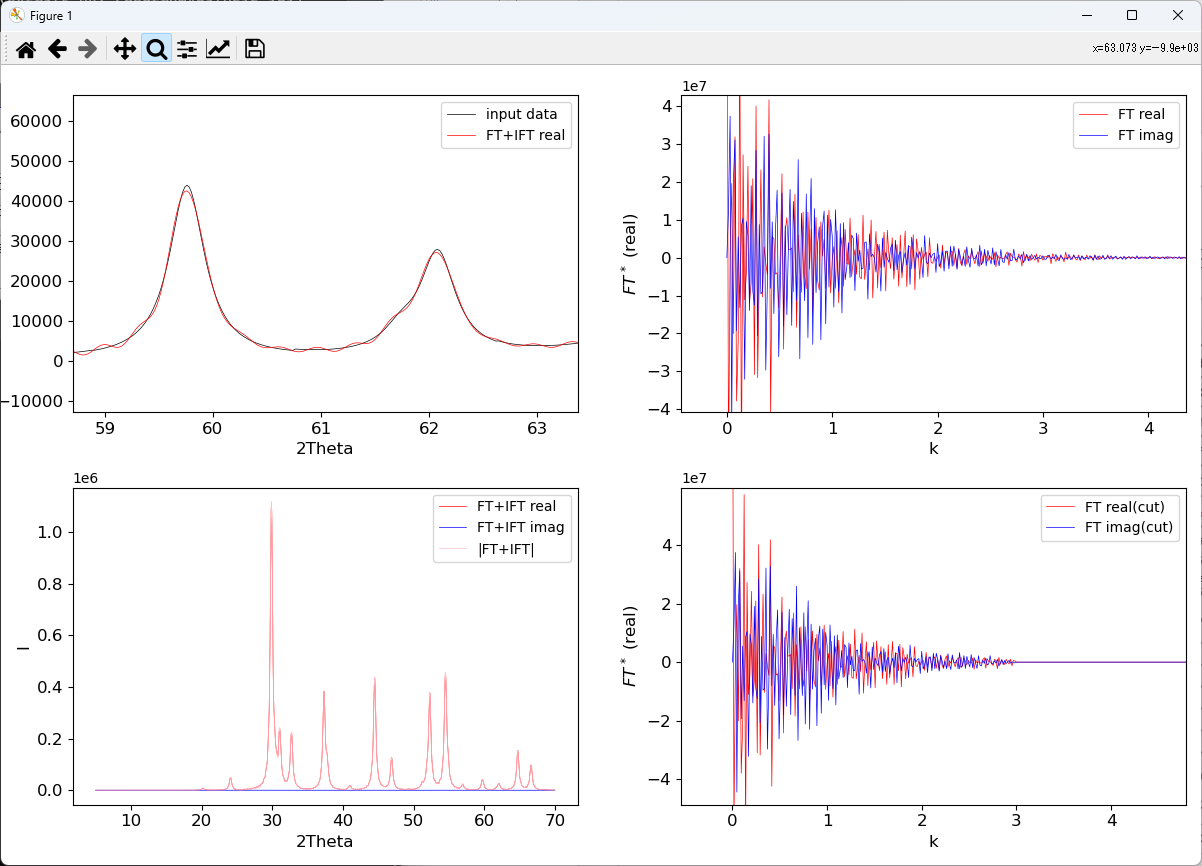 Figure 1
x=63.073 y=−9.9e+03
input data
FT+IFT real
60000
50000
40000
30000
20000
10000
0
−10000
59
60
61
62
63
2Theta
1e7
FT real
FT imag
4
3
2
1
0
−1
−2
−3
−4
FT* (real)
0
1
2
3
4
k
1e6
FT+IFT real
FT+IFT imag
|FT+IFT|
1.0
0.8
0.6
0.4
0.2
0.0
I
10
20
30
40
50
60
70
2Theta
1e7
FT real(cut)
FT imag(cut)
4
2
0
−2
−4
FT* (real)
0
1
2
3
4
k